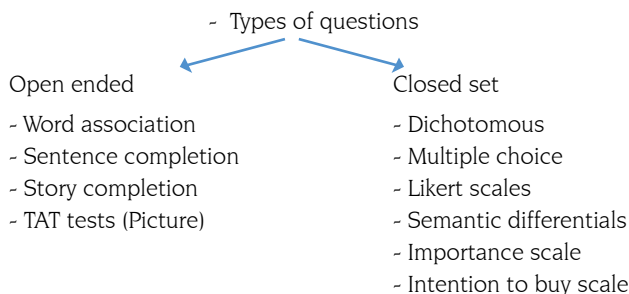 - Types of questions
Open ended
- Word association
- Sentence completion
- Story completion
- TAT tests (Picture)
Closed set
- Dichotomous
- Multiple choice
- Likert scales
- Semantic differentials
- Importance scale
- Intention to buy scale